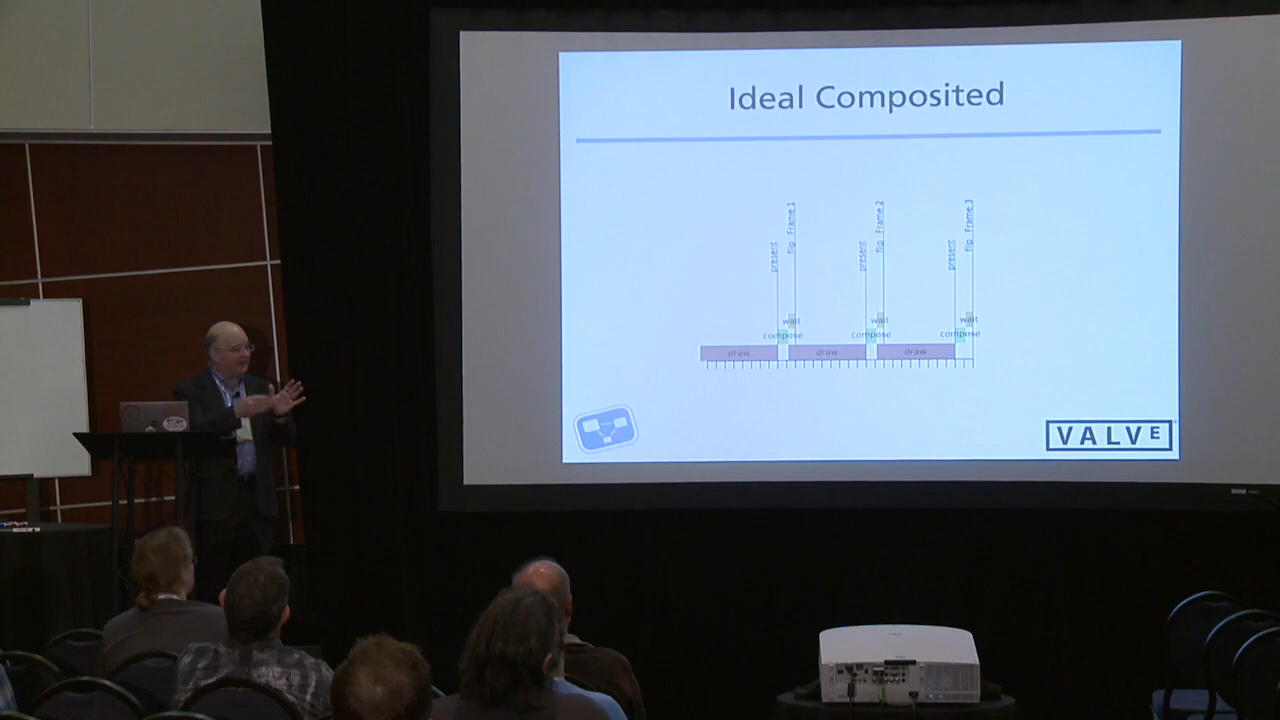 Ideal Composited
flip Frame 1
flip Frame 2
flip Frame 3
present
present
present
wait
wait
wait
compose
compose
compose
draw
draw
draw
VALVE